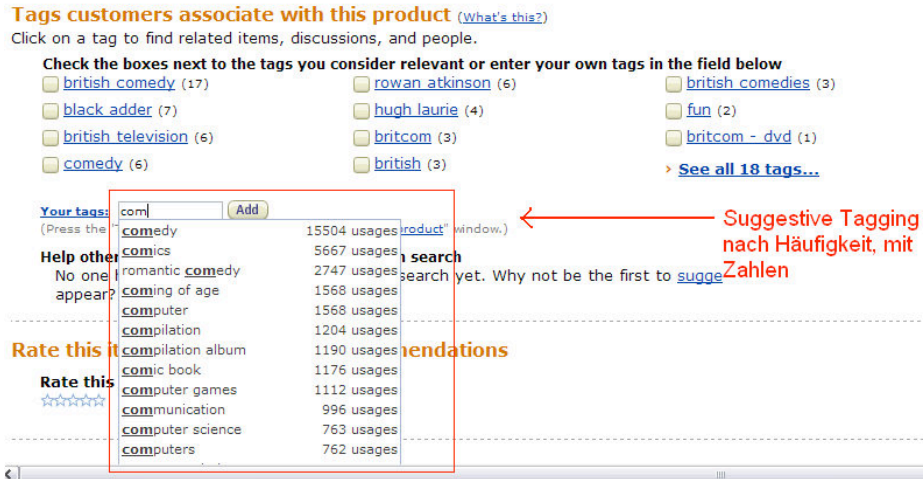 Tags customers associate with this product (What's this?)
Click on a tag to find related items, discussions, and people.
Check the boxes next to the tags you consider relevant or enter your own tags in the field below
british comedy (17) rowan atkinson (6) british comedies (3)
black adder (7) hugh laurie (4) fun (2)
british television (6) britcom (3) britcom - dvd (1)
comedy (6) british (3) › See all 18 tags...
Your tags: com Add
(Press the "T product" window.)
comedy 15504 usages
comics 5667 usages
romantic comedy 2747 usages
coming of age 1568 usages
computer 1568 usages
compilation 1204 usages
compilation album 1190 usages
comic book 1176 usages
computer games 1112 usages
communication 996 usages
computer science 763 usages
computers 762 usages
Suggestive Tagging
nach Häufigkeit, mit
Zahlen
Help other n search
No one h search yet. Why not be the first to sugge
appear?
Rate this it hendations
Rate this